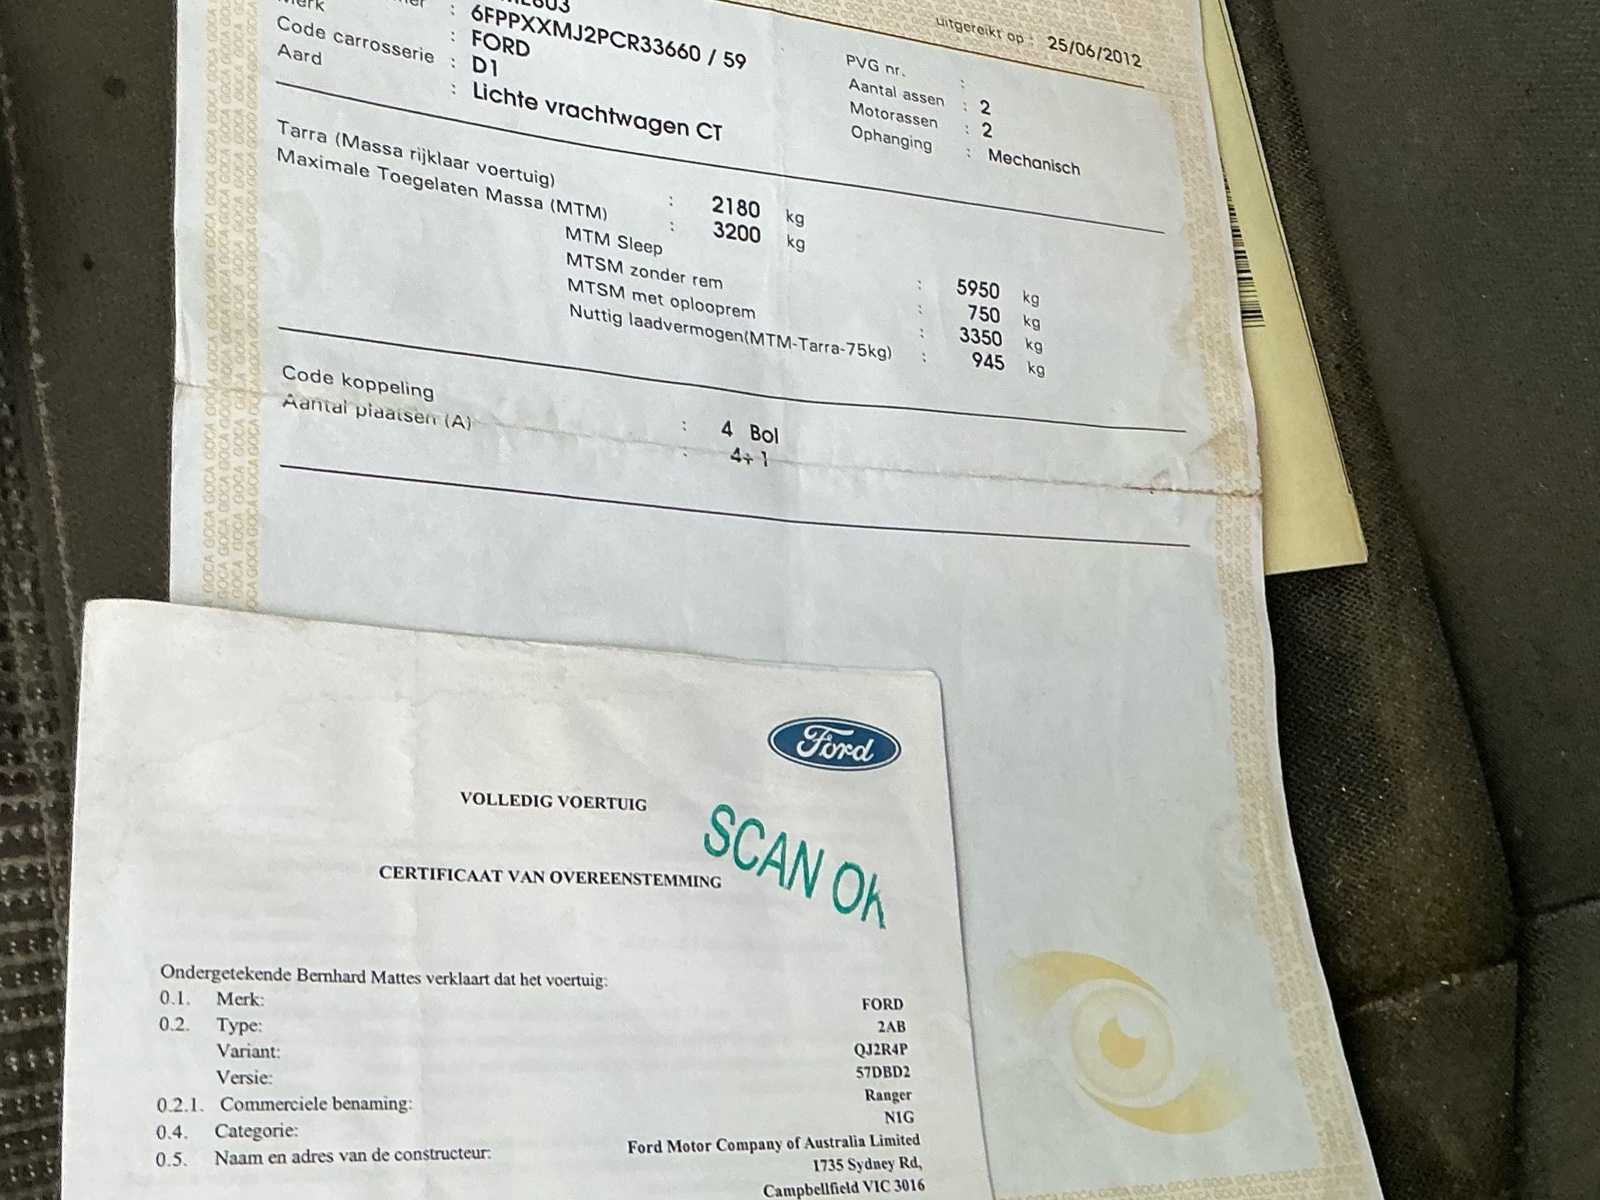 uitgereikt op : 25/06/2012
: 6FPPXXMJ2PCR33660 / 59
Merk : FORD
Code carrosserie : D1
Aard : Lichte vrachtwagen CT
PVG nr. :
Aantal assen : 2
Motorassen : 2
Ophanging : Mechanisch
Tarra (Massa rijklaar voertuig) : 2180 kg
Maximale Toegelaten Massa (MTM) : 3200 kg
MTM Sleep : 5950 kg
MTSM zonder rem : 750 kg
MTSM met oplooprem : 3350 kg
Nuttig laadvermogen(MTM-Tarra-75kg) : 945 kg
Code koppeling : 4 Bol
Aantal plaatsen (A) : 4+ 1
Ford
VOLLEDIG VOERTUIG
SCAN OK
CERTIFICAAT VAN OVEREENSTEMMING
Ondergetekende Bernhard Mattes verklaart dat het voertuig:
0.1. Merk: FORD
0.2. Type: 2AB
Variant: QJ2R4P
Versie: 57DBD2
0.2.1. Commerciele benaming: Ranger
0.4. Categorie: N1G
0.5. Naam en adres van de constructeur: Ford Motor Company of Australia Limited
1735 Sydney Rd,
Campbellfield VIC 3016